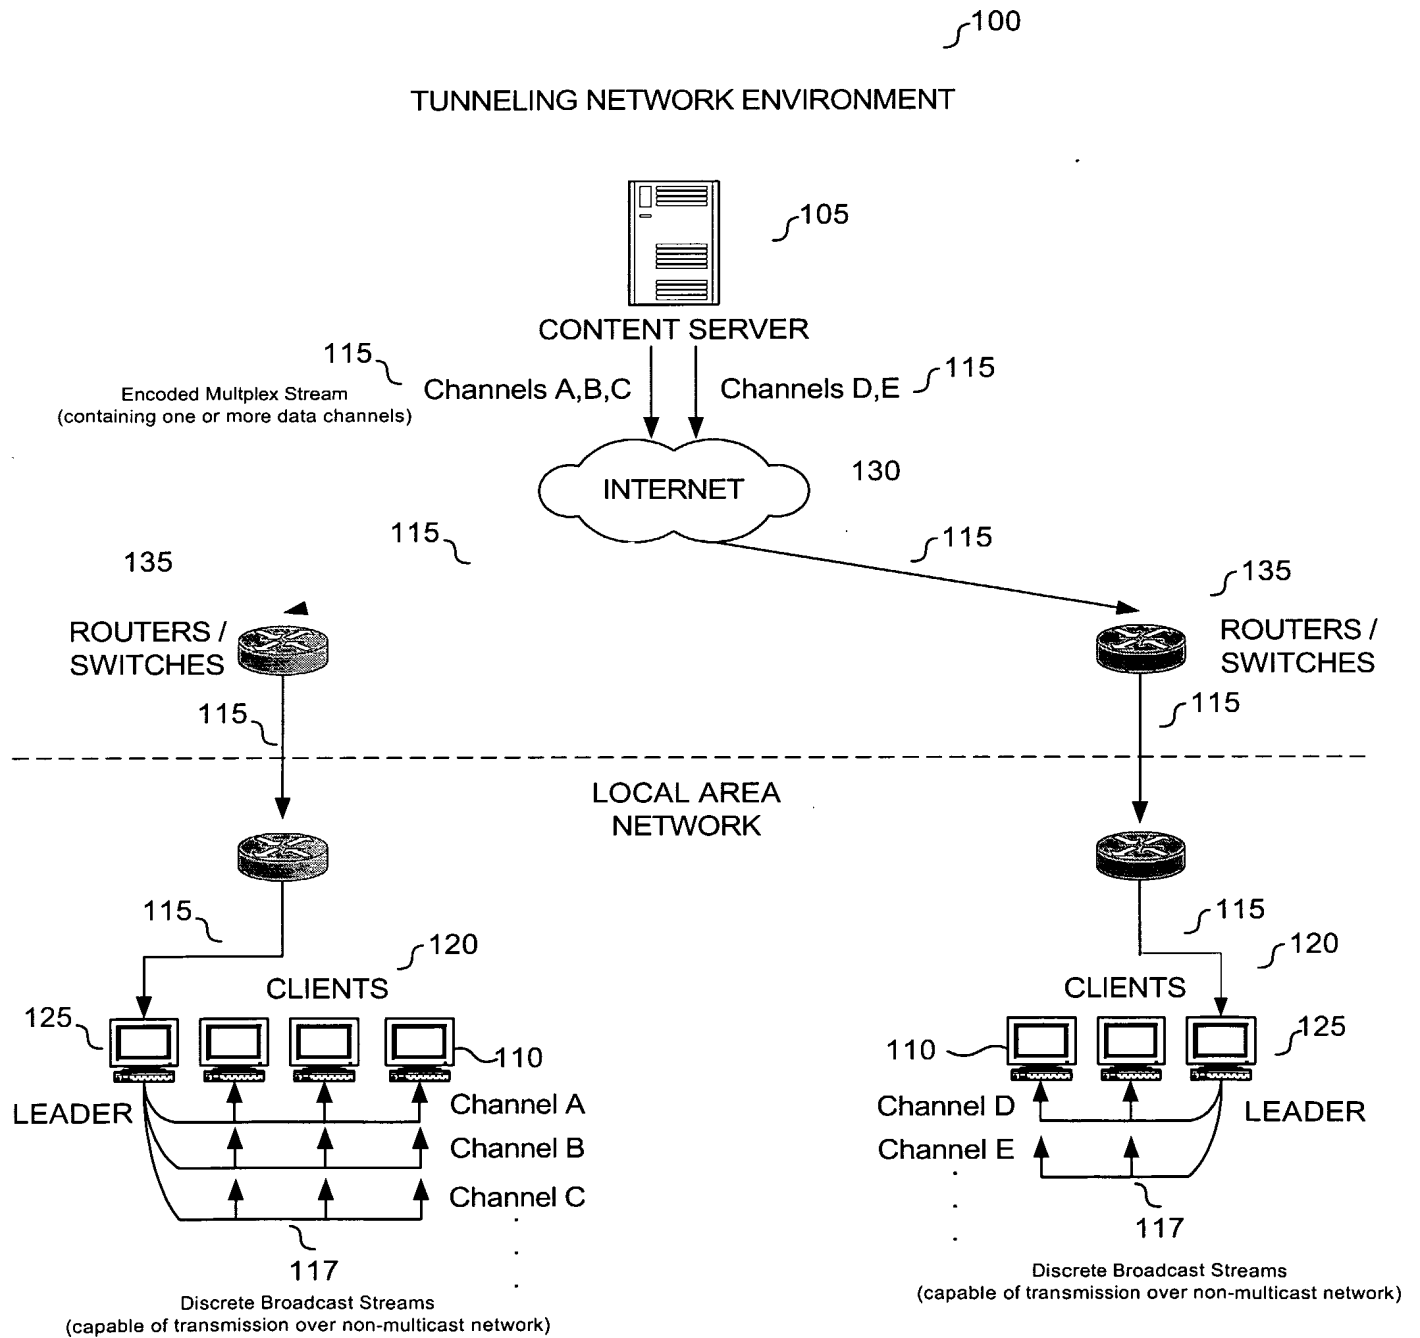 100
TUNNELING NETWORK ENVIRONMENT
105
CONTENT SERVER
115
115
Encoded Multplex Stream
(containing one or more data channels)
Channels A,B,C
Channels D,E
INTERNET
130
115
115
135
135
ROUTERS /
SWITCHES
ROUTERS /
SWITCHES
115
115
LOCAL AREA
NETWORK
115
115
120
120
CLIENTS
CLIENTS
125
110
110
125
LEADER
Channel A
Channel B
Channel C
Channel D
Channel E
LEADER
117
117
Discrete Broadcast Streams
(capable of transmission over non-multicast network)
Discrete Broadcast Streams
(capable of transmission over non-multicast network)